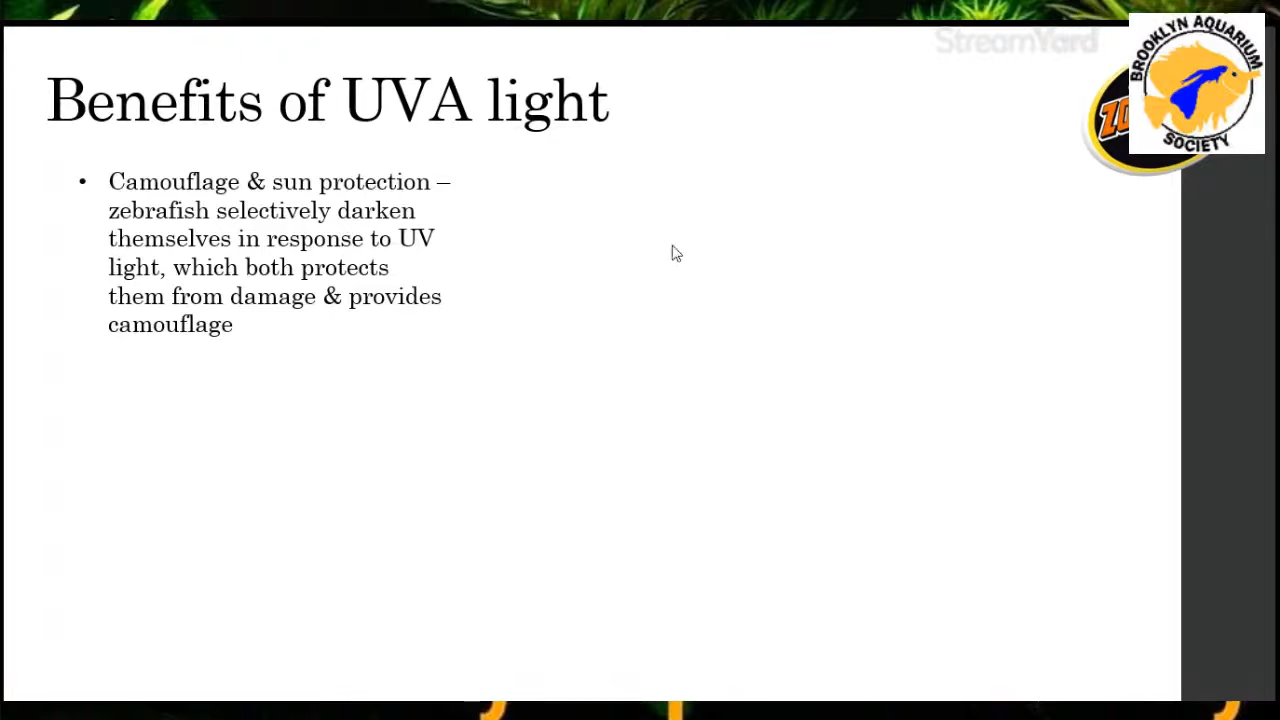 StreamYard
BROOKLYN AQUARIUM
SOCIETY
Benefits of UVA light
• Camouflage & sun protection –
zebrafish selectively darken
themselves in response to UV
light, which both protects
them from damage & provides
camouflage